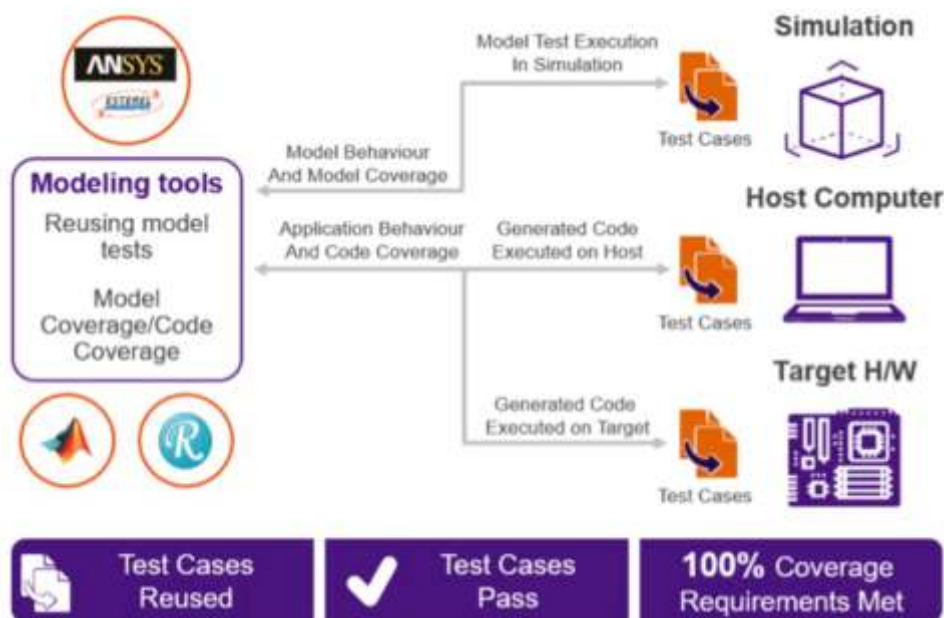 ANSYS
ESTEREL
Modeling tools
Reusing model
tests
Model
Coverage/Code
Coverage
R
Model Behaviour
And Model Coverage
Application Behaviour
And Code Coverage
Model Test Execution
In Simulation
Test Cases
Simulation
Generated Code
Executed on Host
Test Cases
Host Computer
Generated Code
Executed on Target
Test Cases
Target H/W
Test Cases
Reused
Test Cases
Pass
100% Coverage
Requirements Met